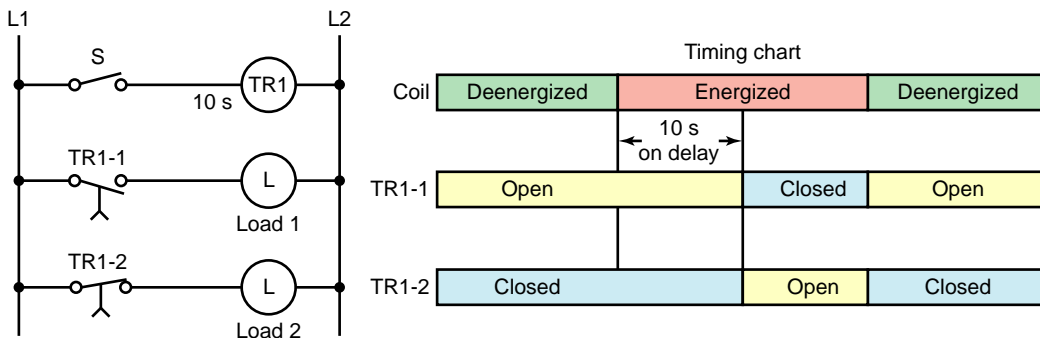 L1
L2
S
TR1
10 s
TR1-1
L
Load 1
TR1-2
L
Load 2
Timing chart
Coil
Deenergized
Energized
Deenergized
10 s
on delay
TR1-1
Open
Closed
Open
TR1-2
Closed
Open
Closed